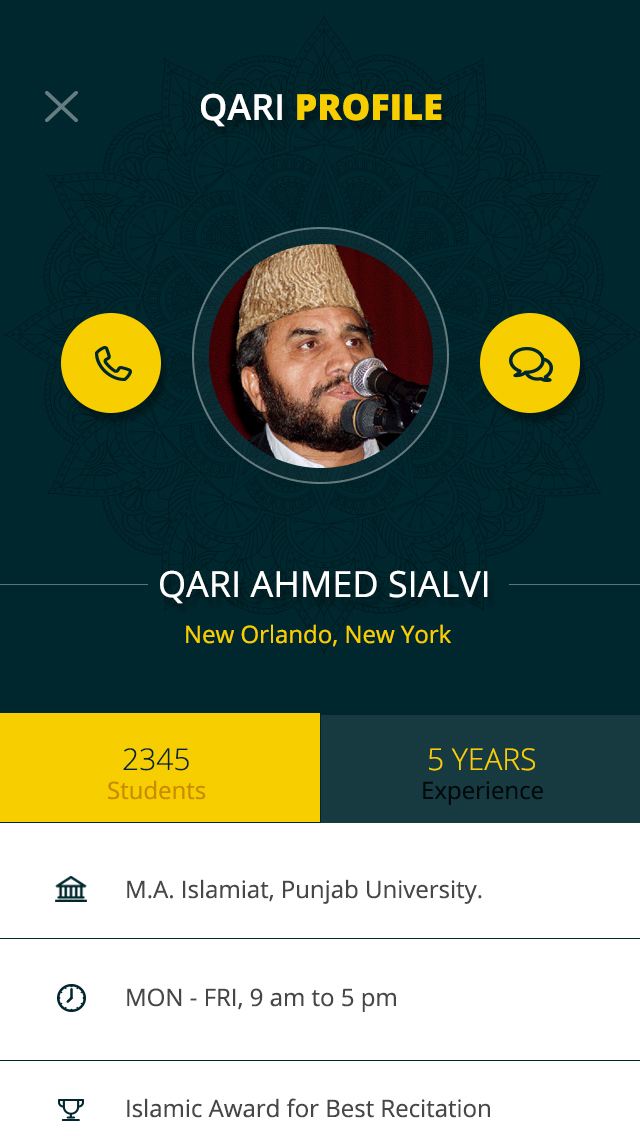 QARI PROFILE
QARI AHMED SIALVI
New Orlando, New York
2345
Students
5 YEARS
Experience
M.A. Islamiat, Punjab University.
MON - FRI, 9 am to 5 pm
Islamic Award for Best Recitation